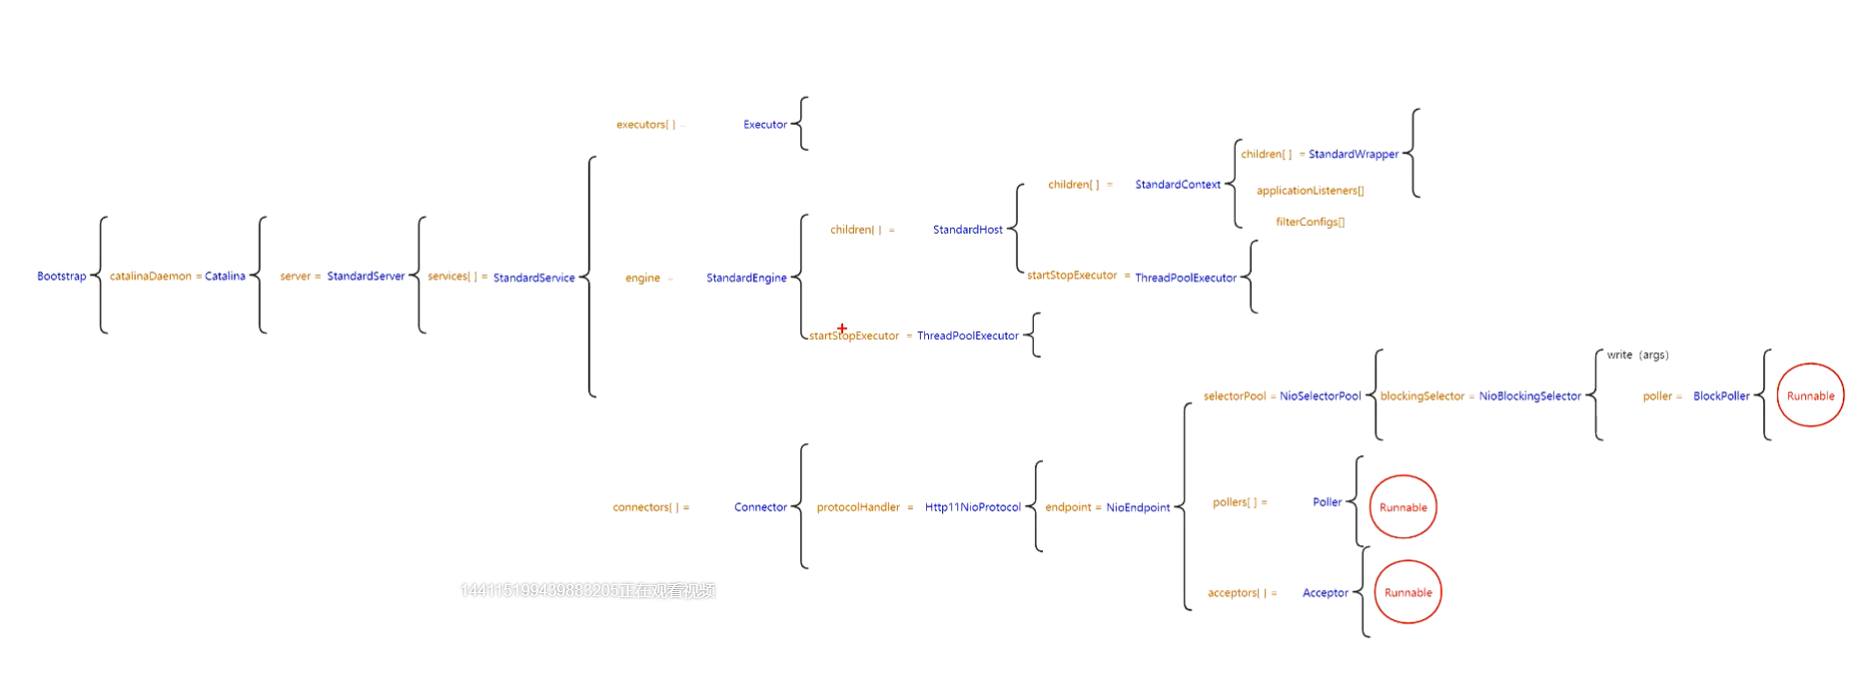 executors[ ] –
Executor
children[ ] = StandardWrapper
children[ ] = StandardContext
applicationListeners[]
filterConfigs[]
children[ ] = StandardHost
Bootstrap
catalinaDaemon = Catalina
server = StandardServer
services[ ] = StandardService
engine – StandardEngine
startStopExecutor = ThreadPoolExecutor
startStopExecutor = ThreadPoolExecutor
write（args）
selectorPool = NioSelectorPool
blockingSelector = NioBlockingSelector
poller = BlockPoller
Runnable
connectors[ ] = Connector
protocolHandler = Http11NioProtocol
endpoint = NioEndpoint
pollers[ ] = Poller
Runnable
acceptors[ ] = Acceptor
Runnable
144115199439883205正在观看视频